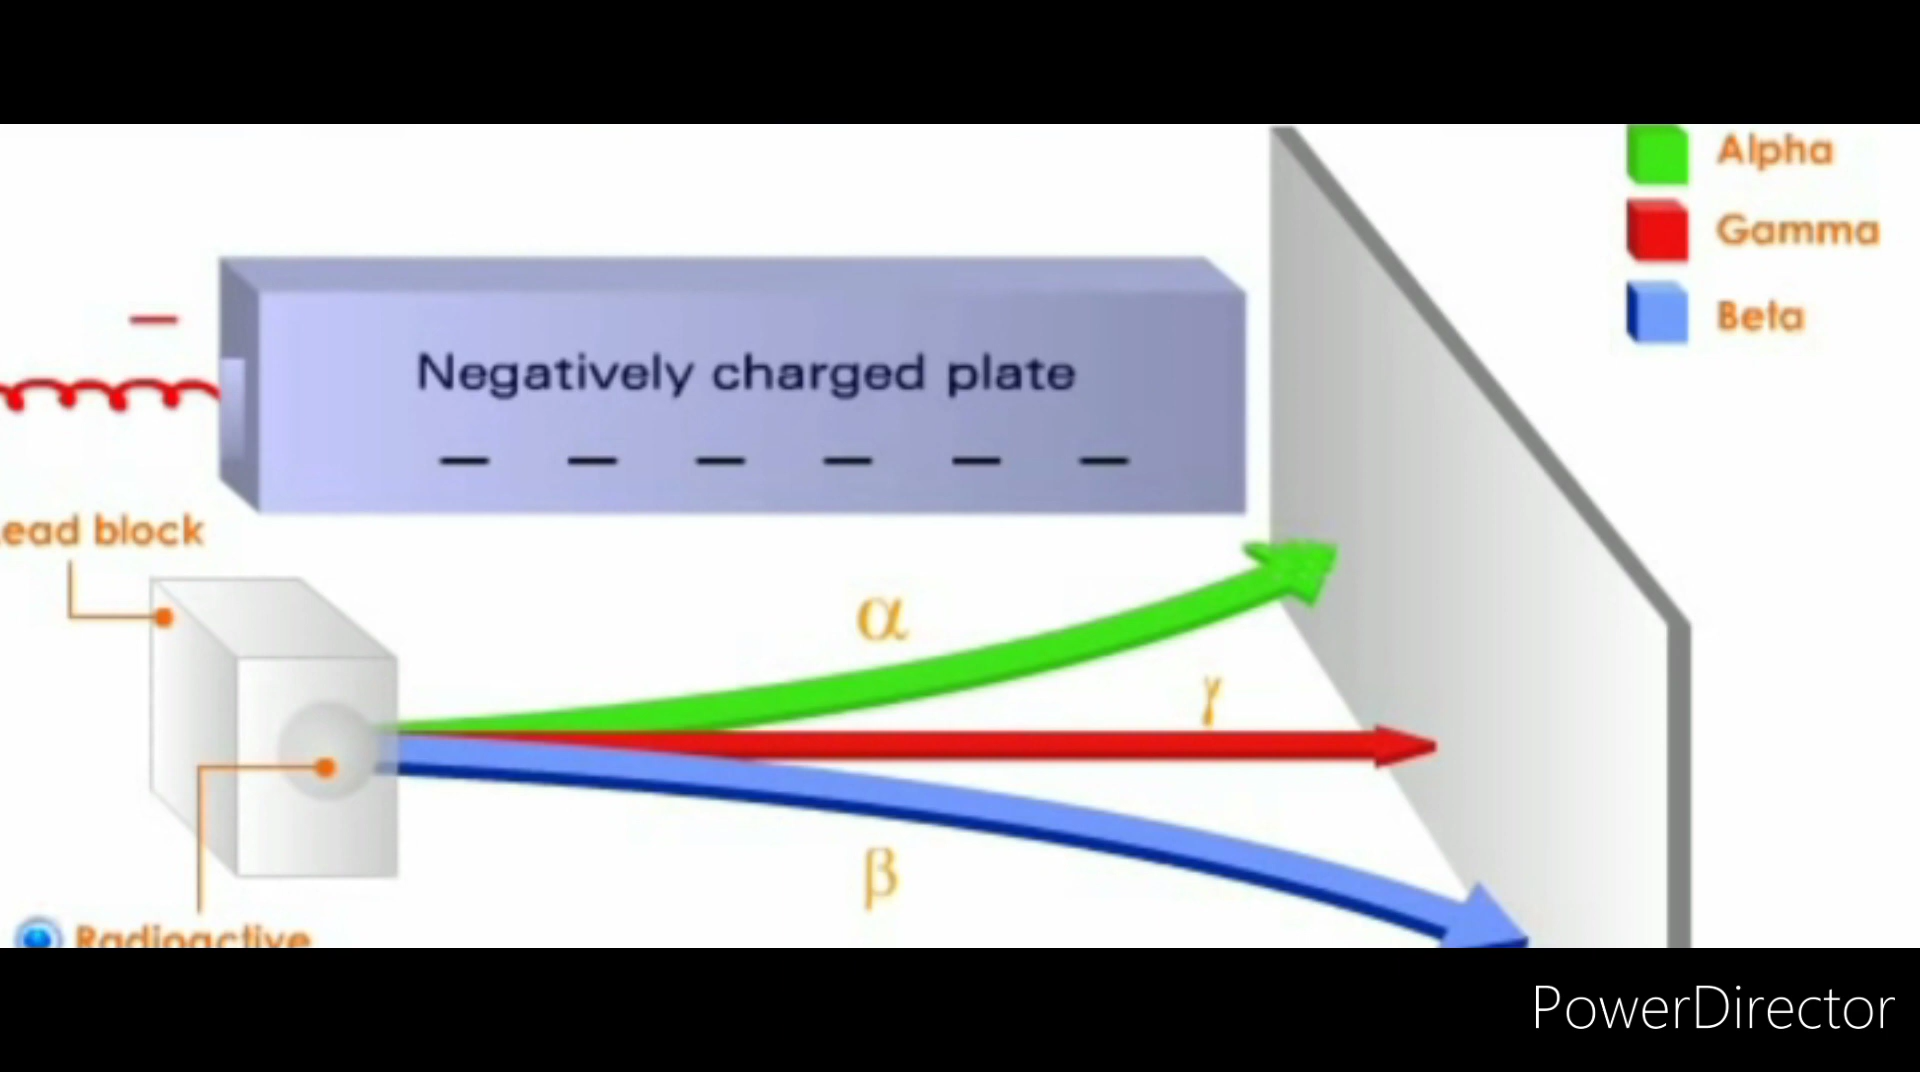 Alpha
Gamma
Beta
–
Negatively charged plate
– – – – – –
ead block
α
γ
β
Radioactive
PowerDirector